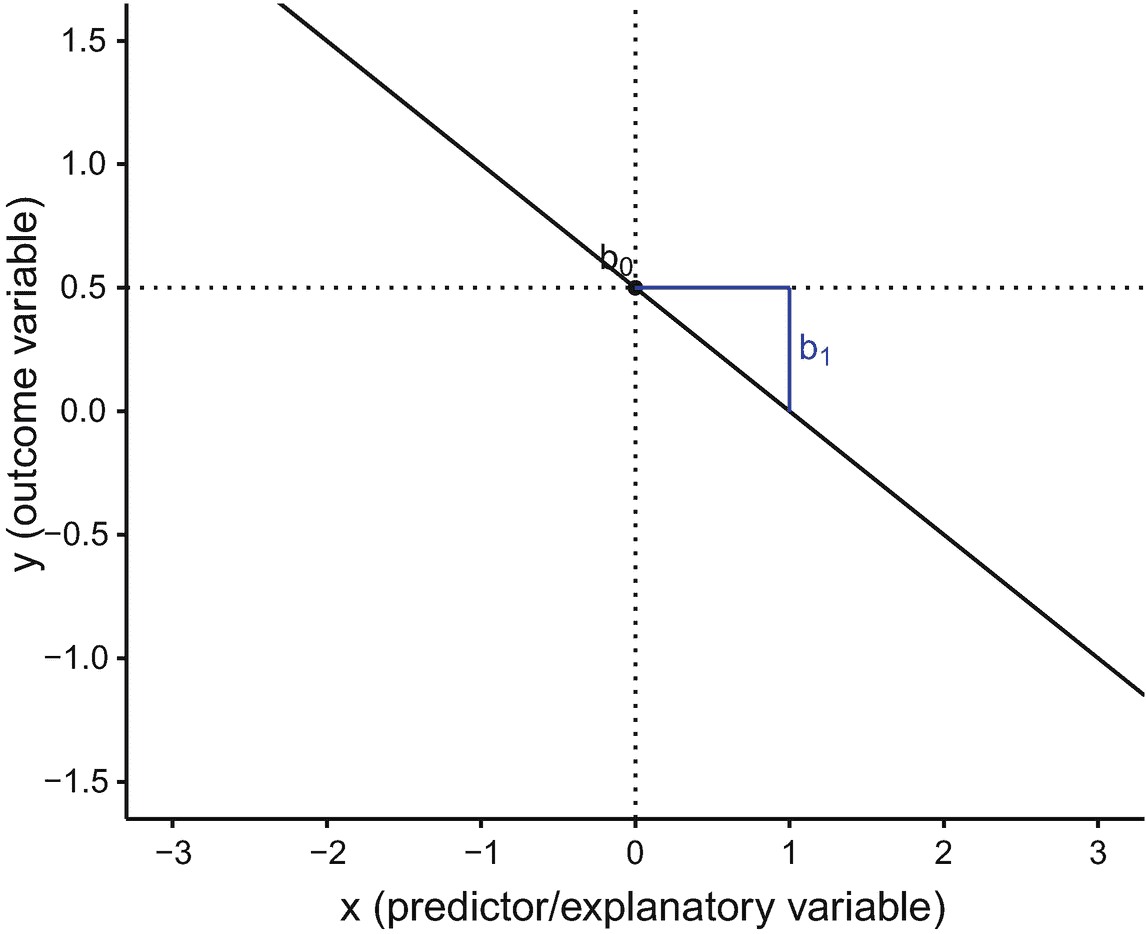 1.5
1.0
0.5
0.0
−0.5
−1.0
−1.5
y (outcome variable)
b₀
b₁
−3 −2 −1 0 1 2 3
x (predictor/explanatory variable)